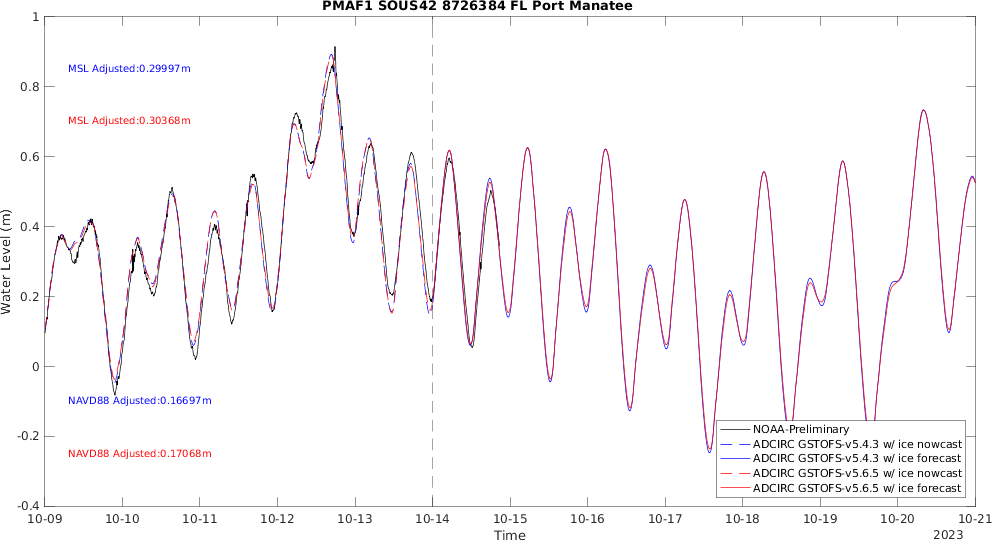 PMAF1 SOUS42 8726384 FL Port Manatee
1
0.8
0.6
0.4
0.2
0
-0.2
-0.4
Water Level (m)
MSL Adjusted:0.29997m
MSL Adjusted:0.30368m
NAVD88 Adjusted:0.16697m
NAVD88 Adjusted:0.17068m
NOAA-Preliminary
ADCIRC GSTOFS-v5.4.3 w/ ice nowcast
ADCIRC GSTOFS-v5.4.3 w/ ice forecast
ADCIRC GSTOFS-v5.6.5 w/ ice nowcast
ADCIRC GSTOFS-v5.6.5 w/ ice forecast
10-09 10-10 10-11 10-12 10-13 10-14 10-15 10-16 10-17 10-18 10-19 10-20 10-21
Time
2023